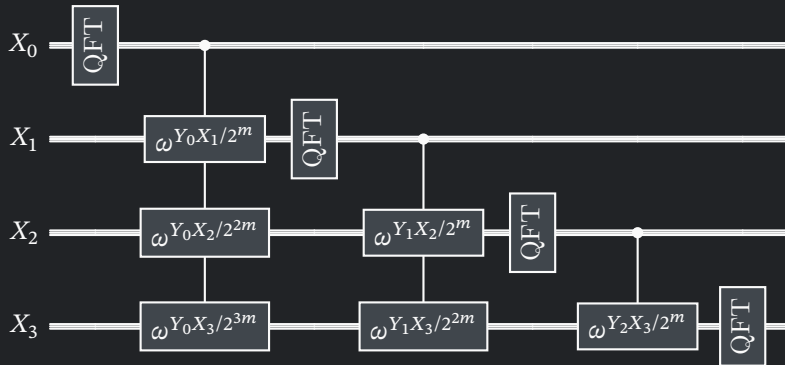 X₀ QFT
X₁ ω^{Y₀X₁/2^m} QFT
X₂ ω^{Y₀X₂/2^{2m}} ω^{Y₁X₂/2^m} QFT
X₃ ω^{Y₀X₃/2^{3m}} ω^{Y₁X₃/2^{2m}} ω^{Y₂X₃/2^m} QFT